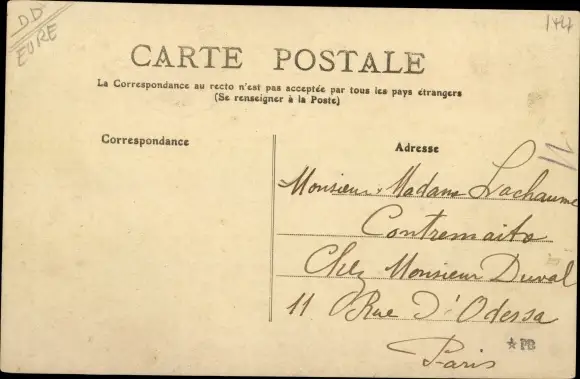 DD
EURE
CARTE POSTALE
La Correspondance au recto n'est pas acceptée par tous les pays étrangers
(Se renseigner à la Poste)
Correspondance
Adresse
Monsieur Madame Lachaume
Contremaitre
Chez Monsieur Duval
11 Rue D'Odessa
Paris
PB